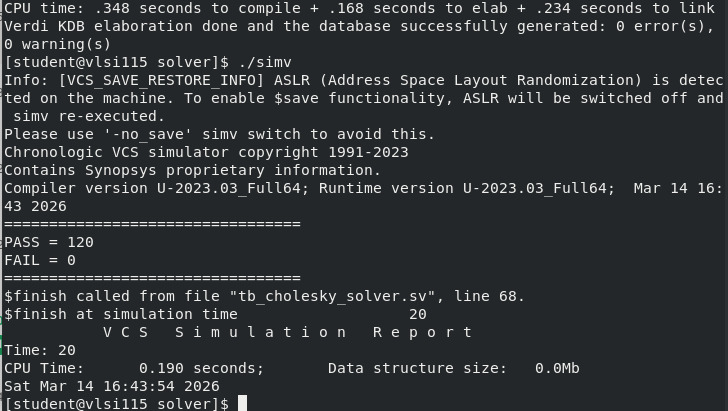 CPU time: .348 seconds to compile + .168 seconds to elab + .234 seconds to link
Verdi KDB elaboration done and the database successfully generated: 0 error(s),
0 warning(s)
[student@vlsi115 solver]$ ./simv
Info: [VCS_SAVE_RESTORE_INFO] ASLR (Address Space Layout Randomization) is detec
ted on the machine. To enable $save functionality, ASLR will be switched off and
 simv re-executed.
Please use '-no_save' simv switch to avoid this.
Chronologic VCS simulator copyright 1991-2023
Contains Synopsys proprietary information.
Compiler version U-2023.03_Full64; Runtime version U-2023.03_Full64;  Mar 14 16:
43 2026
=================================
PASS = 120
FAIL = 0
=================================
$finish called from file "tb_cholesky_solver.sv", line 68.
$finish at simulation time                   20
           V C S   S i m u l a t i o n   R e p o r t
Time: 20
CPU Time:      0.190 seconds;       Data structure size:   0.0Mb
Sat Mar 14 16:43:54 2026
[student@vlsi115 solver]$